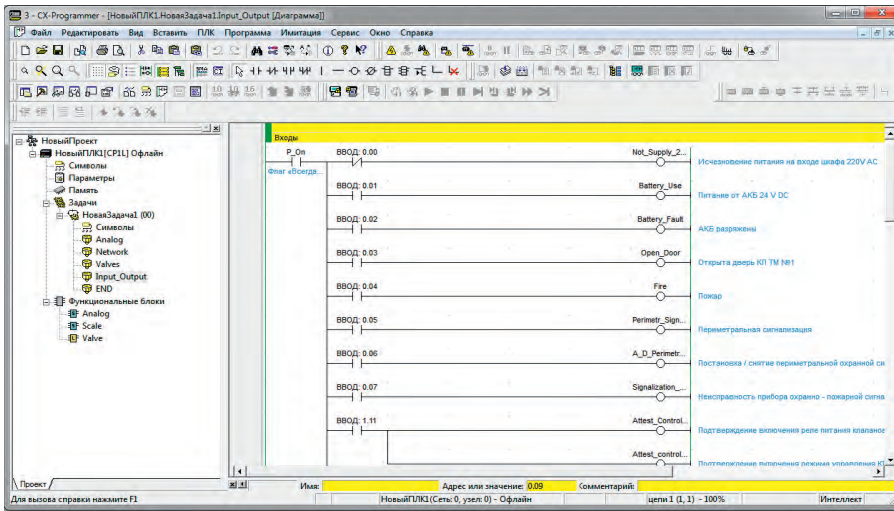 3 - CX-Programmer - [НовыйПЛК1.НоваяЗадача1.Input_Output [Диаграмма]]
Файл Редактировать Вид Вставить ПЛК Программа Имитация Сервис Окно Справка
НовыйПроект
НовыйПЛК1[CP1L] Офлайн
Символы
Параметры
Память
Задачи
НоваяЗадача1 (00)
Символы
Analog
Network
Valves
Input_Output
END
Функциональные блоки
Analog
Scale
Valve
Проект
Входы
P_On
Флаг «Всегда...
ВВОД: 0.00
Not_Supply_2...
Исчезновение питания на входе шкафа 220V AC
ВВОД: 0.01
Battery_Use
Питание от АКБ 24 V DC
ВВОД: 0.02
Battery_Fault
АКБ разряжены
ВВОД: 0.03
Open_Door
Открыта дверь КП ТМ №1
ВВОД: 0.04
Fire
Пожар
ВВОД: 0.05
Perimetr_Sign...
Периметральная сигнализация
ВВОД: 0.06
A_D_Perimetr...
Постановка / снятие периметральной охранной си
ВВОД: 0.07
Signalization_...
Неисправность прибора охранно - пожарной сигна
ВВОД: 1.11
Attest_Control...
Подтверждение включения реле питания клапанов
Attest_control...
Подтверждение включения режима управления К
Имя: Адрес или значение: 0.09 Комментарий:
Для вызова справки нажмите F1
НовыйПЛК1(Сеть: 0, узел: 0) - Офлайн
цепи 1 (1, 1) - 100%
Интеллект